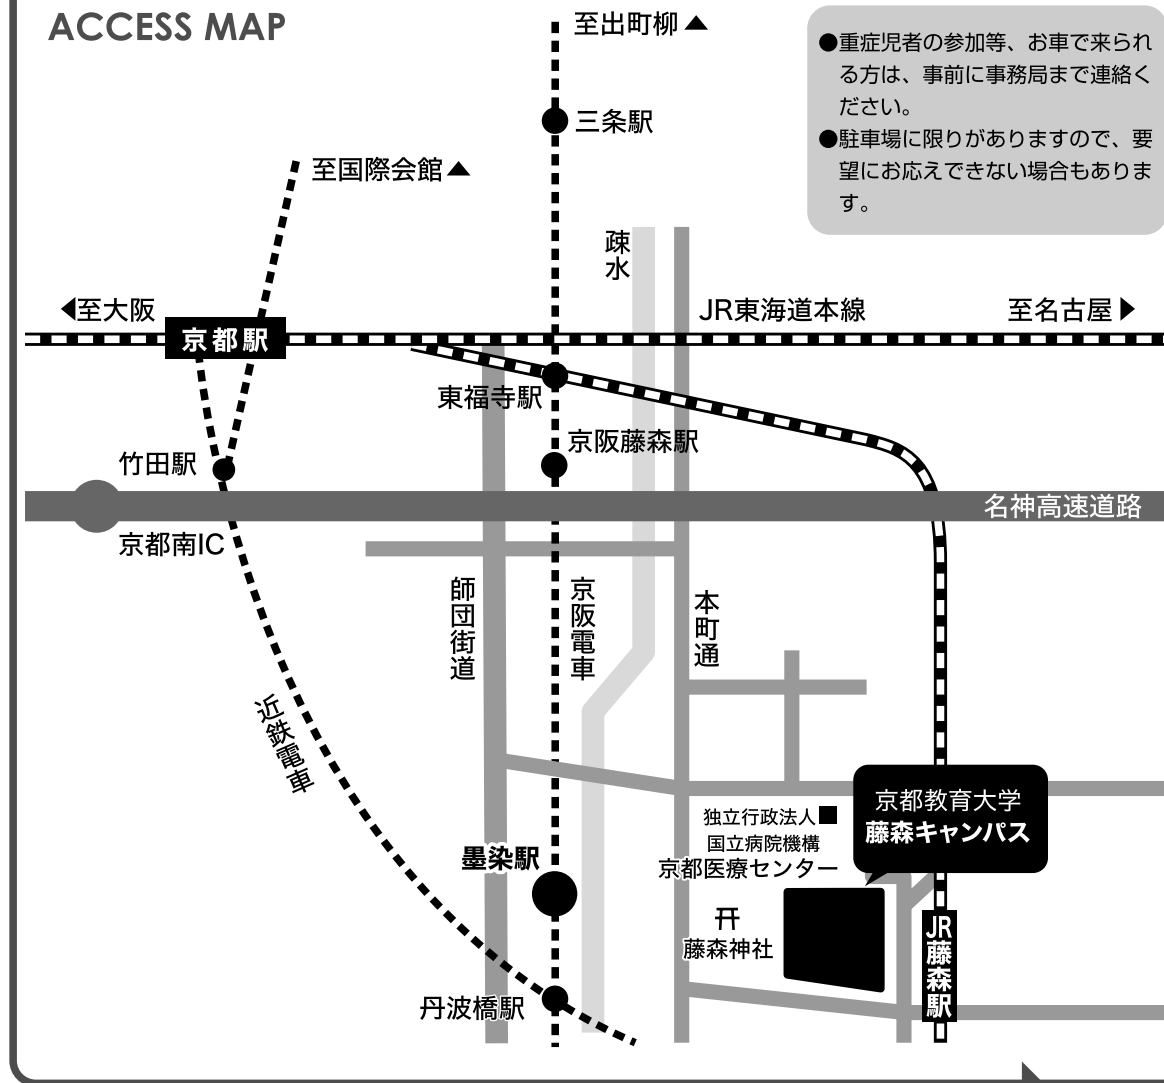 ACCESS MAP
至出町柳▲
●重症児者の参加等、お車で来られ
る方は、事前に事務局まで連絡く
ださい。
●駐車場に限りがありますので、要
望にお応えできない場合もありま
す。
三条駅
至国際会館▲
疎水
◀至大阪
JR東海道本線
至名古屋▶
京都駅
東福寺駅
京阪藤森駅
竹田駅
名神高速道路
京都南IC
師団街道
京阪電車
本町通
近鉄電車
京都教育大学
藤森キャンパス
独立行政法人■
国立病院機構
京都医療センター
墨染駅
藤森神社
JR藤森駅
丹波橋駅